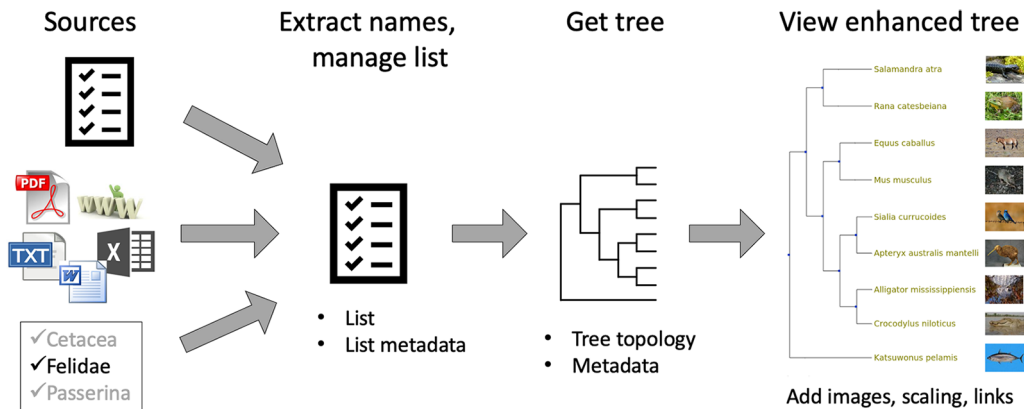 Sources
PDF
WWW
TXT
W
X
Cetacea
Felidae
Passerina
Extract names,
manage list
• List
• List metadata
Get tree
• Tree topology
• Metadata
View enhanced tree
Salamandra atra
Rana catesbeiana
Equus caballus
Mus musculus
Sialia currucoides
Apteryx australis mantelli
Alligator mississippiensis
Crocodylus niloticus
Katsuwonus pelamis
Add images, scaling, links